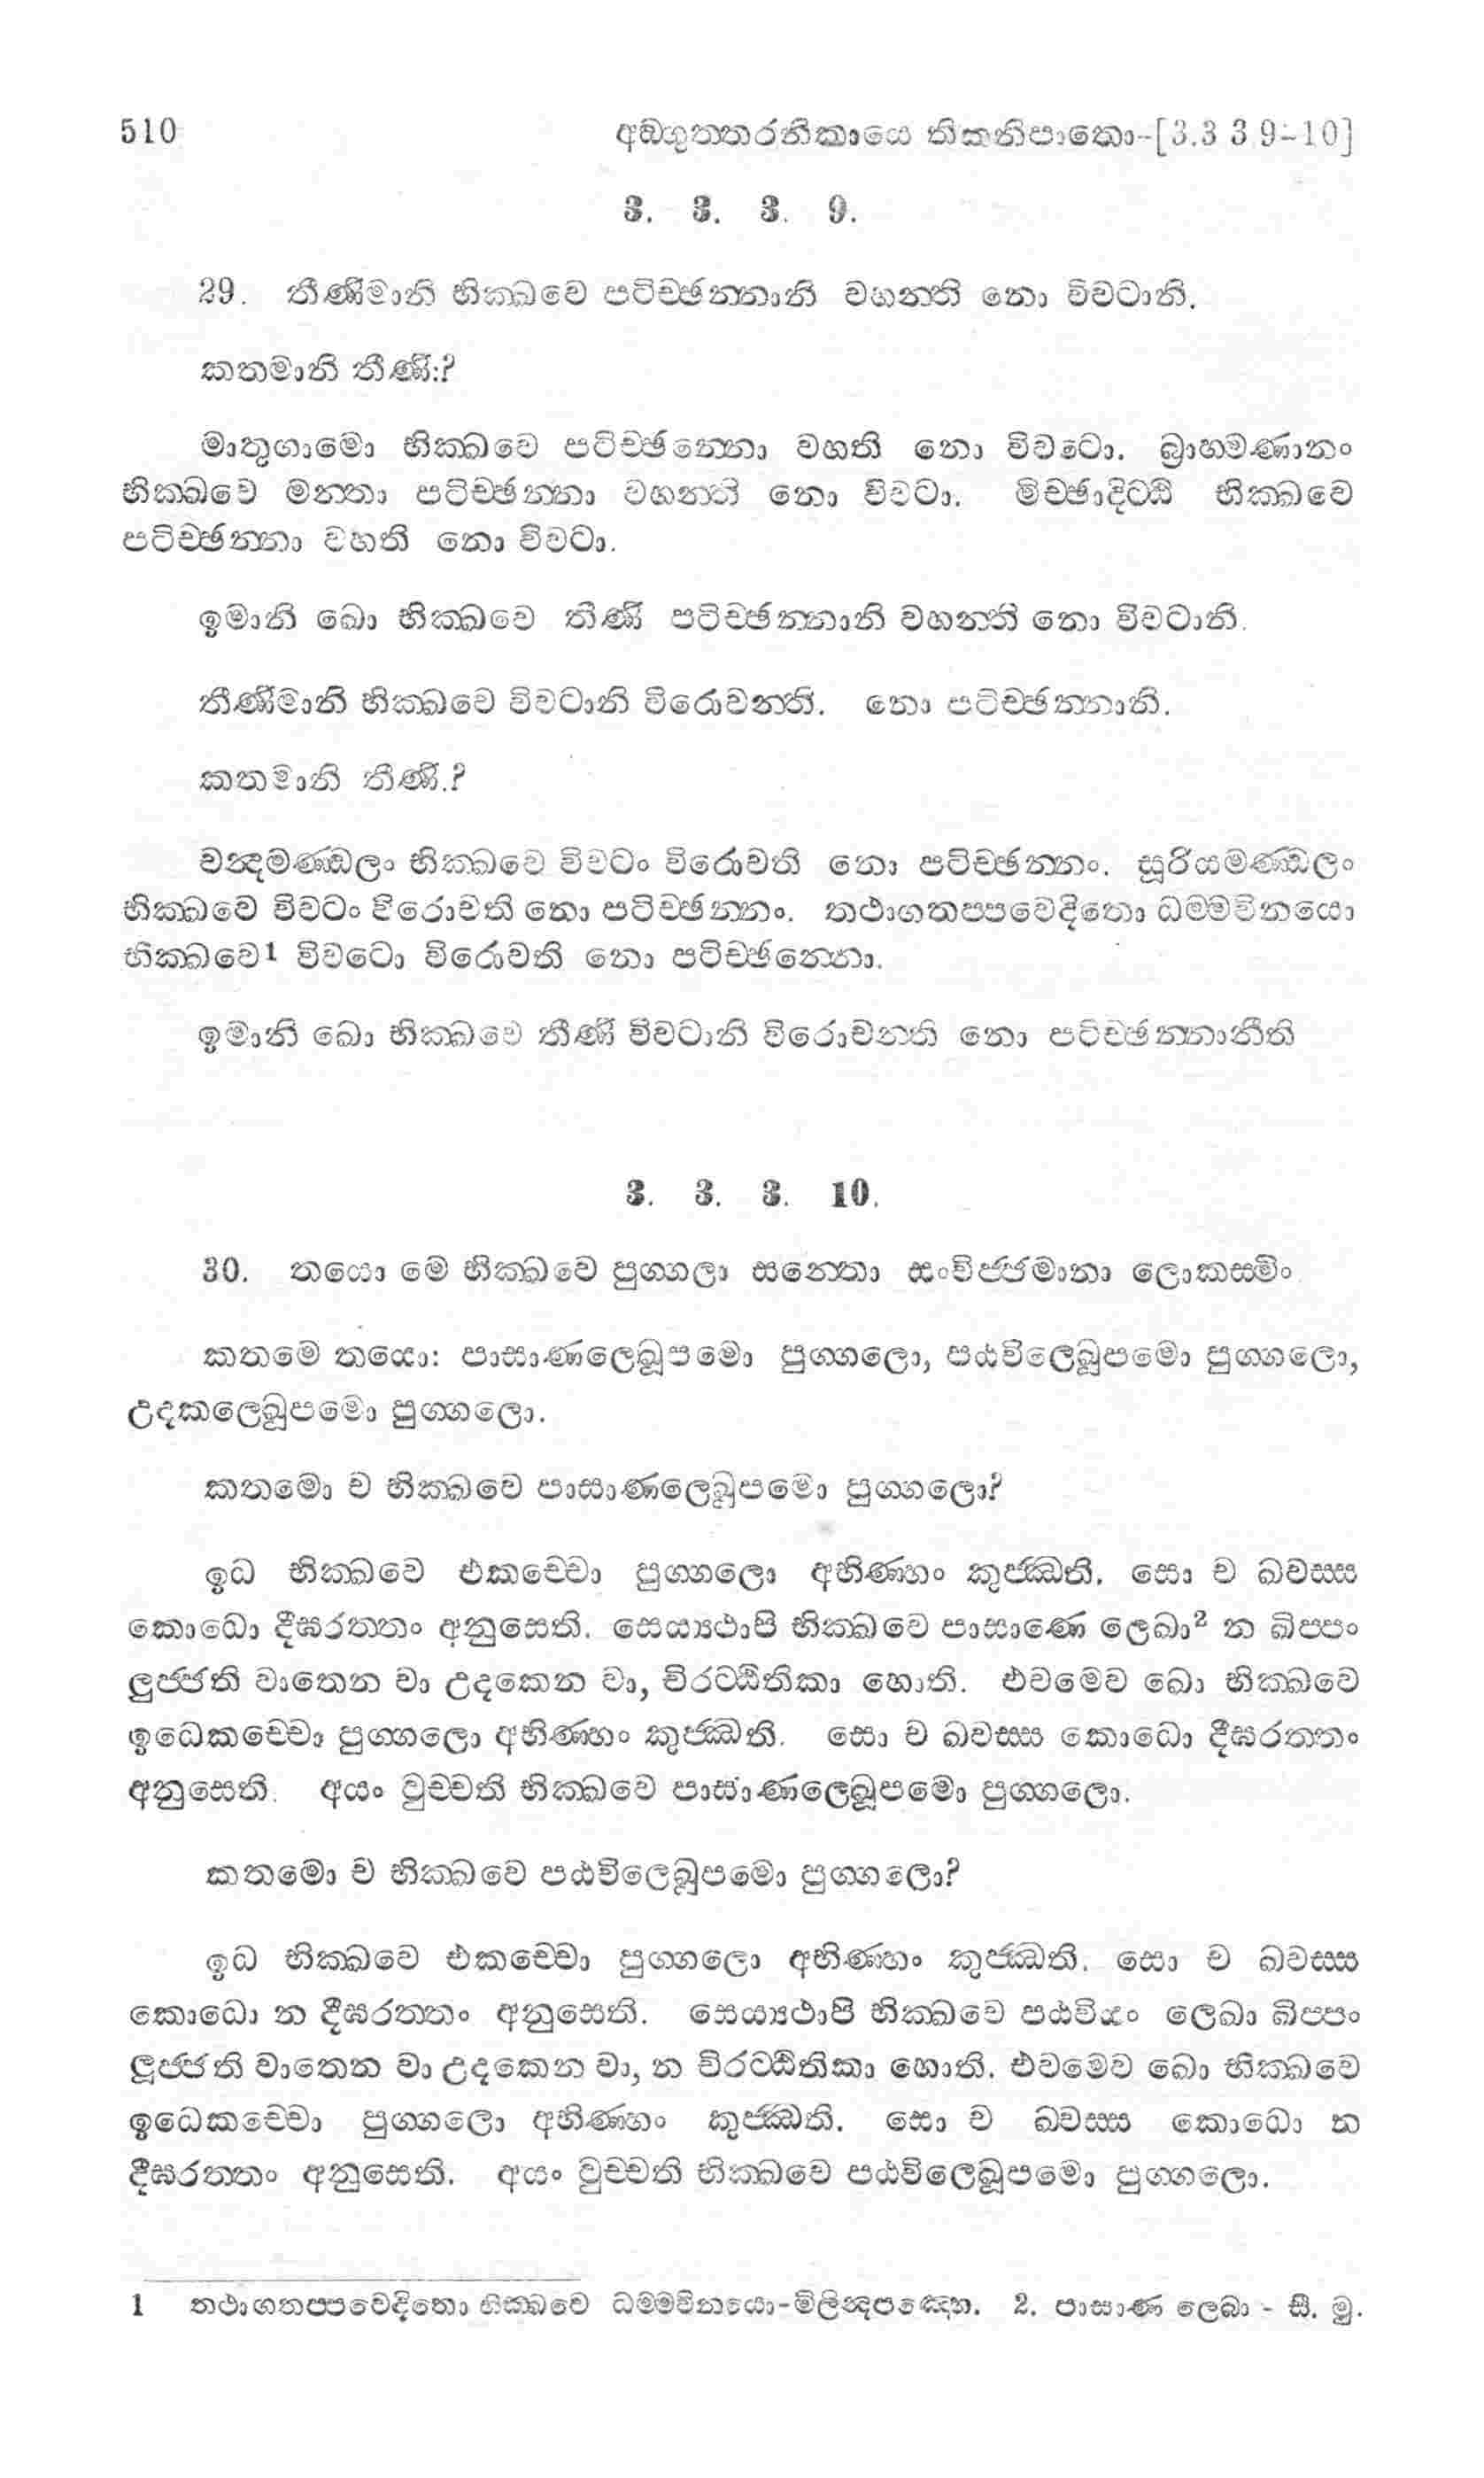 510 අඞගුත්තරනිකායෙ තිකනිපාතො-[3.3 3 9-10]
3. 3. 3. 9.
29. තීණිමානි භික්ඛවෙ පටිච්ඡන්නානි වහන්ති නො විවටානි.
කතමානි තීණි:?
මාතුගාමො භික්ඛවෙ පටිච්ඡන්නො වහති නො විවටො. බ්‍රාහමණානං
භික්ඛවෙ මන්තා පටිච්ඡන්නා වහන්ති නො විවටා. මිච්ඡාදිට්ඨි භික්ඛවෙ
පටිච්ඡන්නා වහති නො විවටා.
ඉමානි ඛො භික්ඛවෙ තීණි පටිච්ඡන්නානි වහන්ති නො විවටානි.
තීණිමානි භික්ඛවෙ විවටානි විරොචන්ති. නො පටිච්ඡන්නානි.
කතමානි තීණි.?
චන්දමණ්ඩලං භික්ඛවෙ විවටං විරොචති නො පටිච්ඡන්නං. සූරියමණ්ඩලං
භික්ඛවෙ විවටං විරොචති නො පටිච්ඡන්නං. තථාගතප්පවෙදිතො ධම්මවිනයො
භික්ඛවෙ1 විවටො විරොචති නො පටිච්ඡන්නො.
ඉමානි ඛො භික්ඛවෙ තීණි විවටානි විරොචන්ති නො පටිච්ඡන්නානීති
3. 3. 3. 10.
30. තයො මෙ භික්ඛවෙ පුග්ගලා සන්තො සංවිජ්ජමානා ලොකස්මිං
කතමෙ තයො: පාසාණලෙඛූපමො පුග්ගලො, පඨවිලෙඛූපමො පුග්ගලො,
උදකලෙඛූපමො පුග්ගලො.
කතමො ච භික්ඛවෙ පාසාණලෙඛූපමො පුග්ගලො?
ඉධ භික්ඛවෙ එකච්චො පුග්ගලො අභිණ්හං කුජ්ඣති. සො ච ඛ්වස්ස
කොධො දීඝරත්තං අනුසෙති. සෙය්‍යථාපි භික්ඛවෙ පාසාණෙ ලෙඛා2 න ඛිප්පං
ලුජ්ජති වාතෙන වා උදකෙන වා, චිරට්ඨිතිකා හොති. එවමෙව ඛො භික්ඛවෙ
ඉධෙකච්චො පුග්ගලො අභිණ්හං කුජ්ඣති. සො ච ඛ්වස්ස කොධො දීඝරත්තං
අනුසෙති. අයං වුච්චති භික්ඛවෙ පාසාණලෙඛූපමො පුග්ගලො.
කතමො ච භික්ඛවෙ පඨවිලෙඛූපමො පුග්ගලො?
ඉධ භික්ඛවෙ එකච්චො පුග්ගලො අභිණ්හං කුජ්ඣති. සො ච ඛ්වස්ස
කොධො න දීඝරත්තං අනුසෙති. සෙය්‍යථාපි භික්ඛවෙ පඨවියං ලෙඛා ඛිප්පං
ලුජ්ජති වාතෙන වා උදකෙන වා, න චිරට්ඨිතිකා හොති. එවමෙව ඛො භික්ඛවෙ
ඉධෙකච්චො පුග්ගලො අභිණ්හං කුජ්ඣති. සො ච ඛ්වස්ස කොධො න
දීඝරත්තං අනුසෙති. අයං වුච්චති භික්ඛවෙ පඨවිලෙඛූපමො පුග්ගලො.
1 තථාගතප්පවෙදිතො භික්ඛවෙ ධම්මවිනයො-මිලින්දපඤ්හ. 2. පාසාණ ලෙඛා - සී. මු.